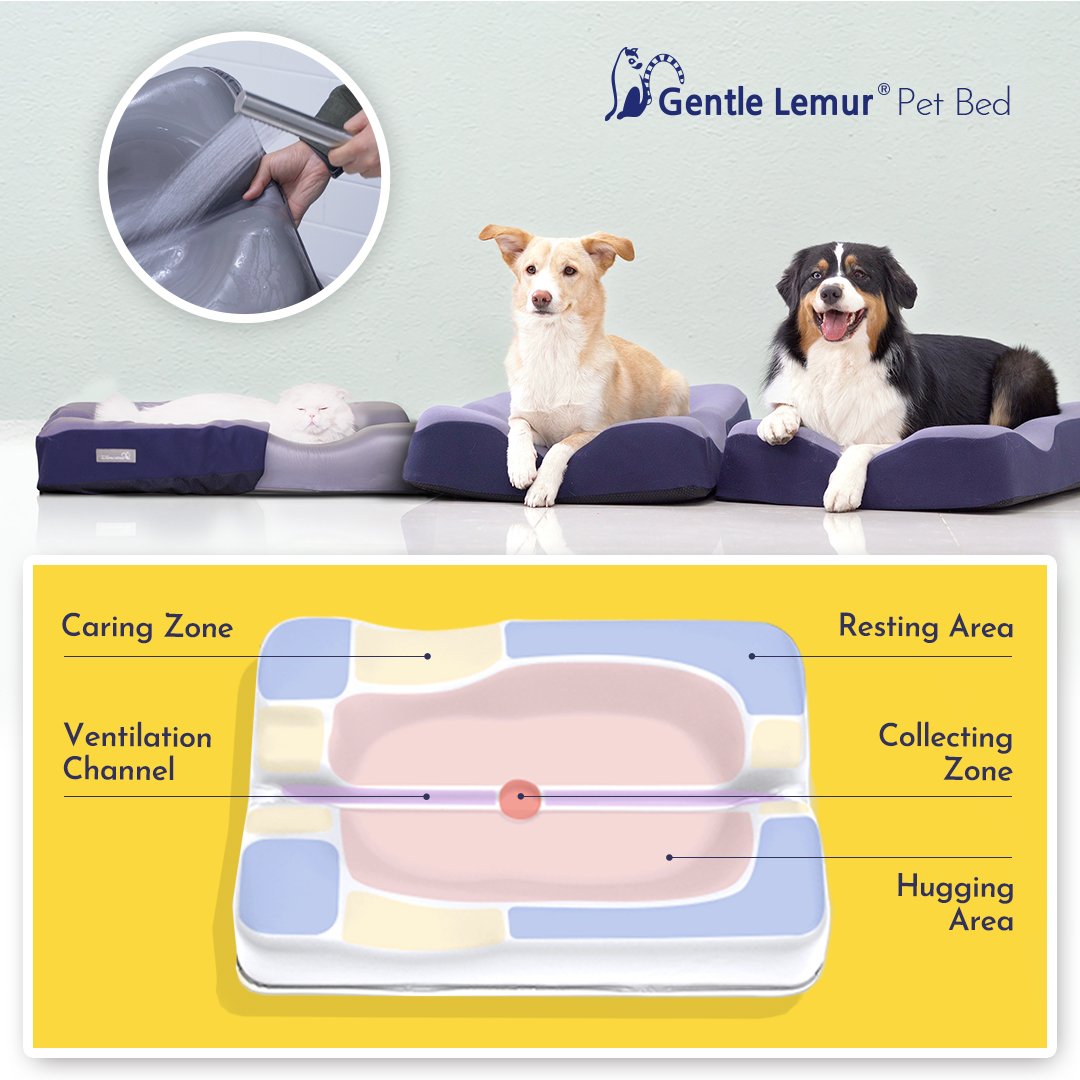 Gentle Lemur® Pet Bed
Caring Zone
Resting Area
Ventilation
Channel
Collecting
Zone
Hugging
Area